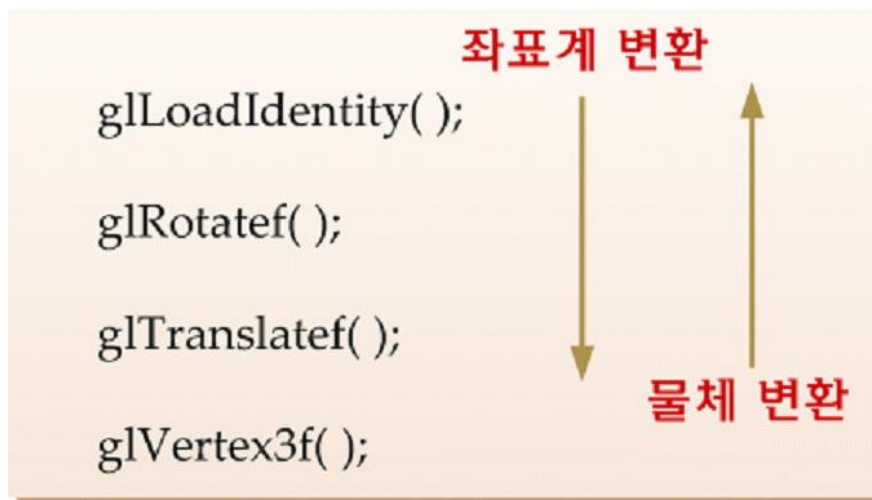 좌표계 변환
glLoadIdentity( );
glRotatef( );
glTranslatef( );
물체 변환
glVertex3f( );